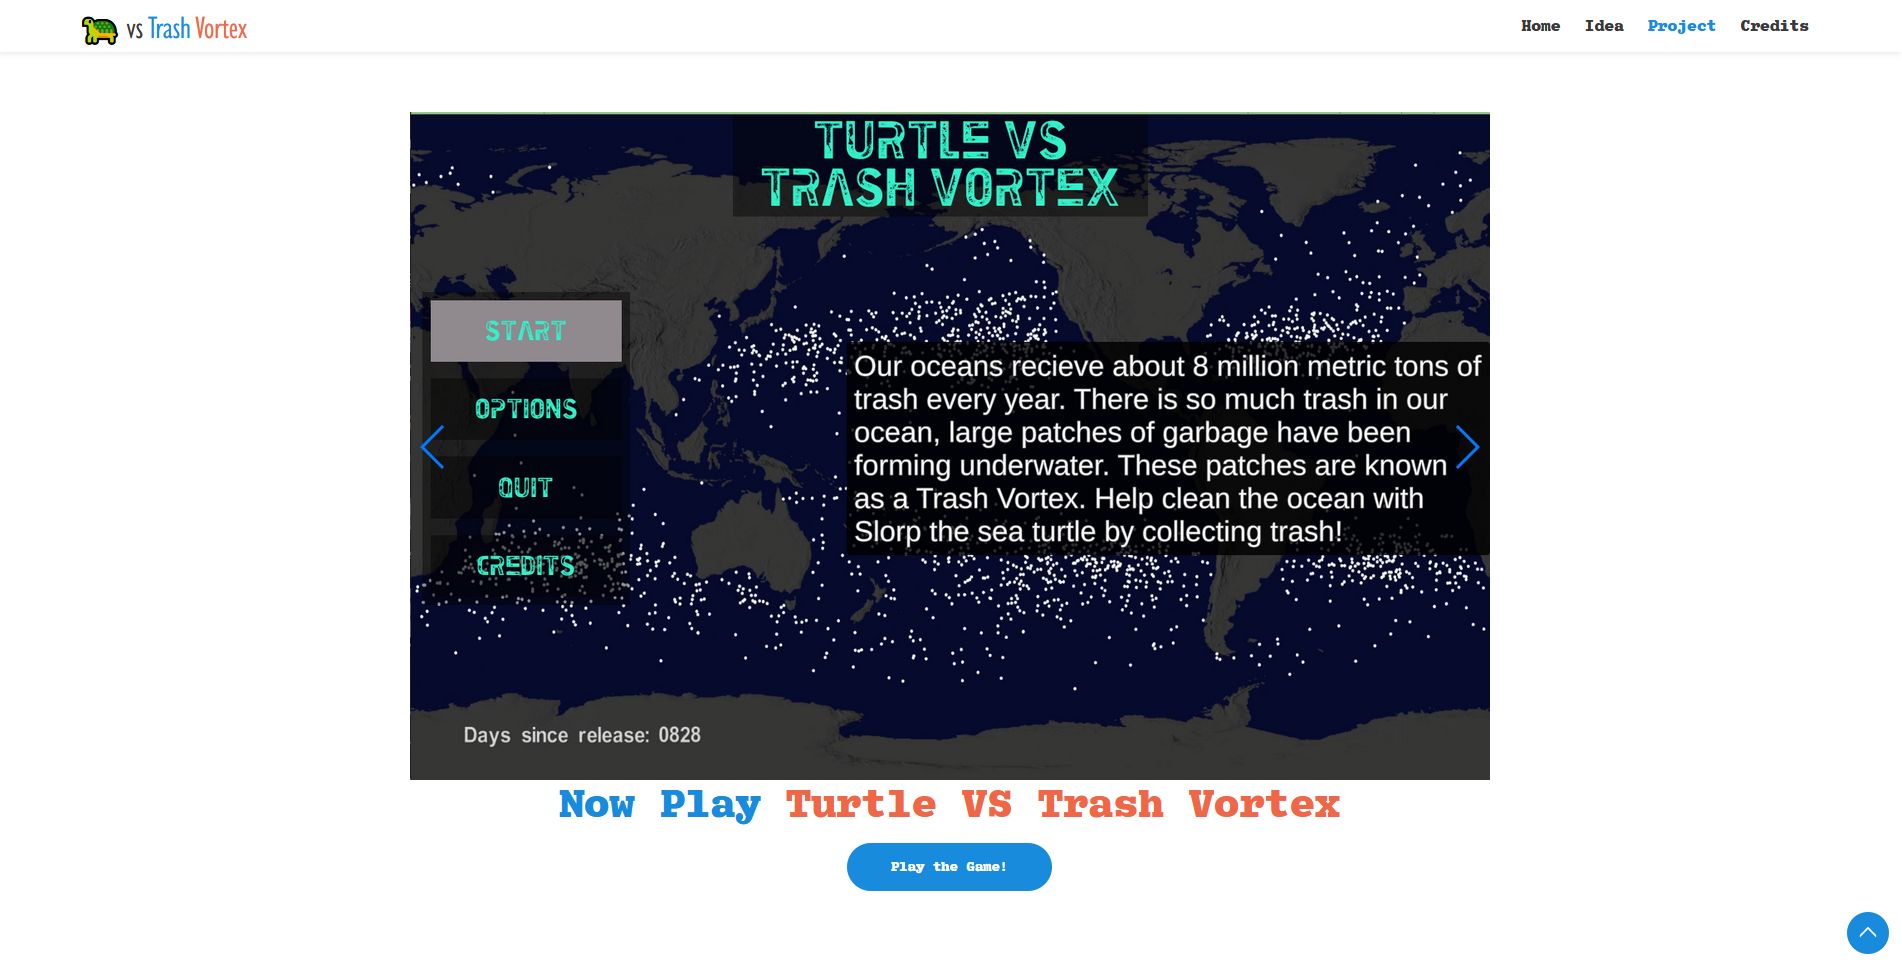 vs Trash Vortex
Home Idea Project Credits
TURTLE VS
TRASH VORTEX
START
OPTIONS
QUIT
CREDITS
Our oceans recieve about 8 million metric tons of
trash every year. There is so much trash in our
ocean, large patches of garbage have been
forming underwater. These patches are known
as a Trash Vortex. Help clean the ocean with
Slorp the sea turtle by collecting trash!
Days since release: 0828
Now Play Turtle VS Trash Vortex
Play the Game!